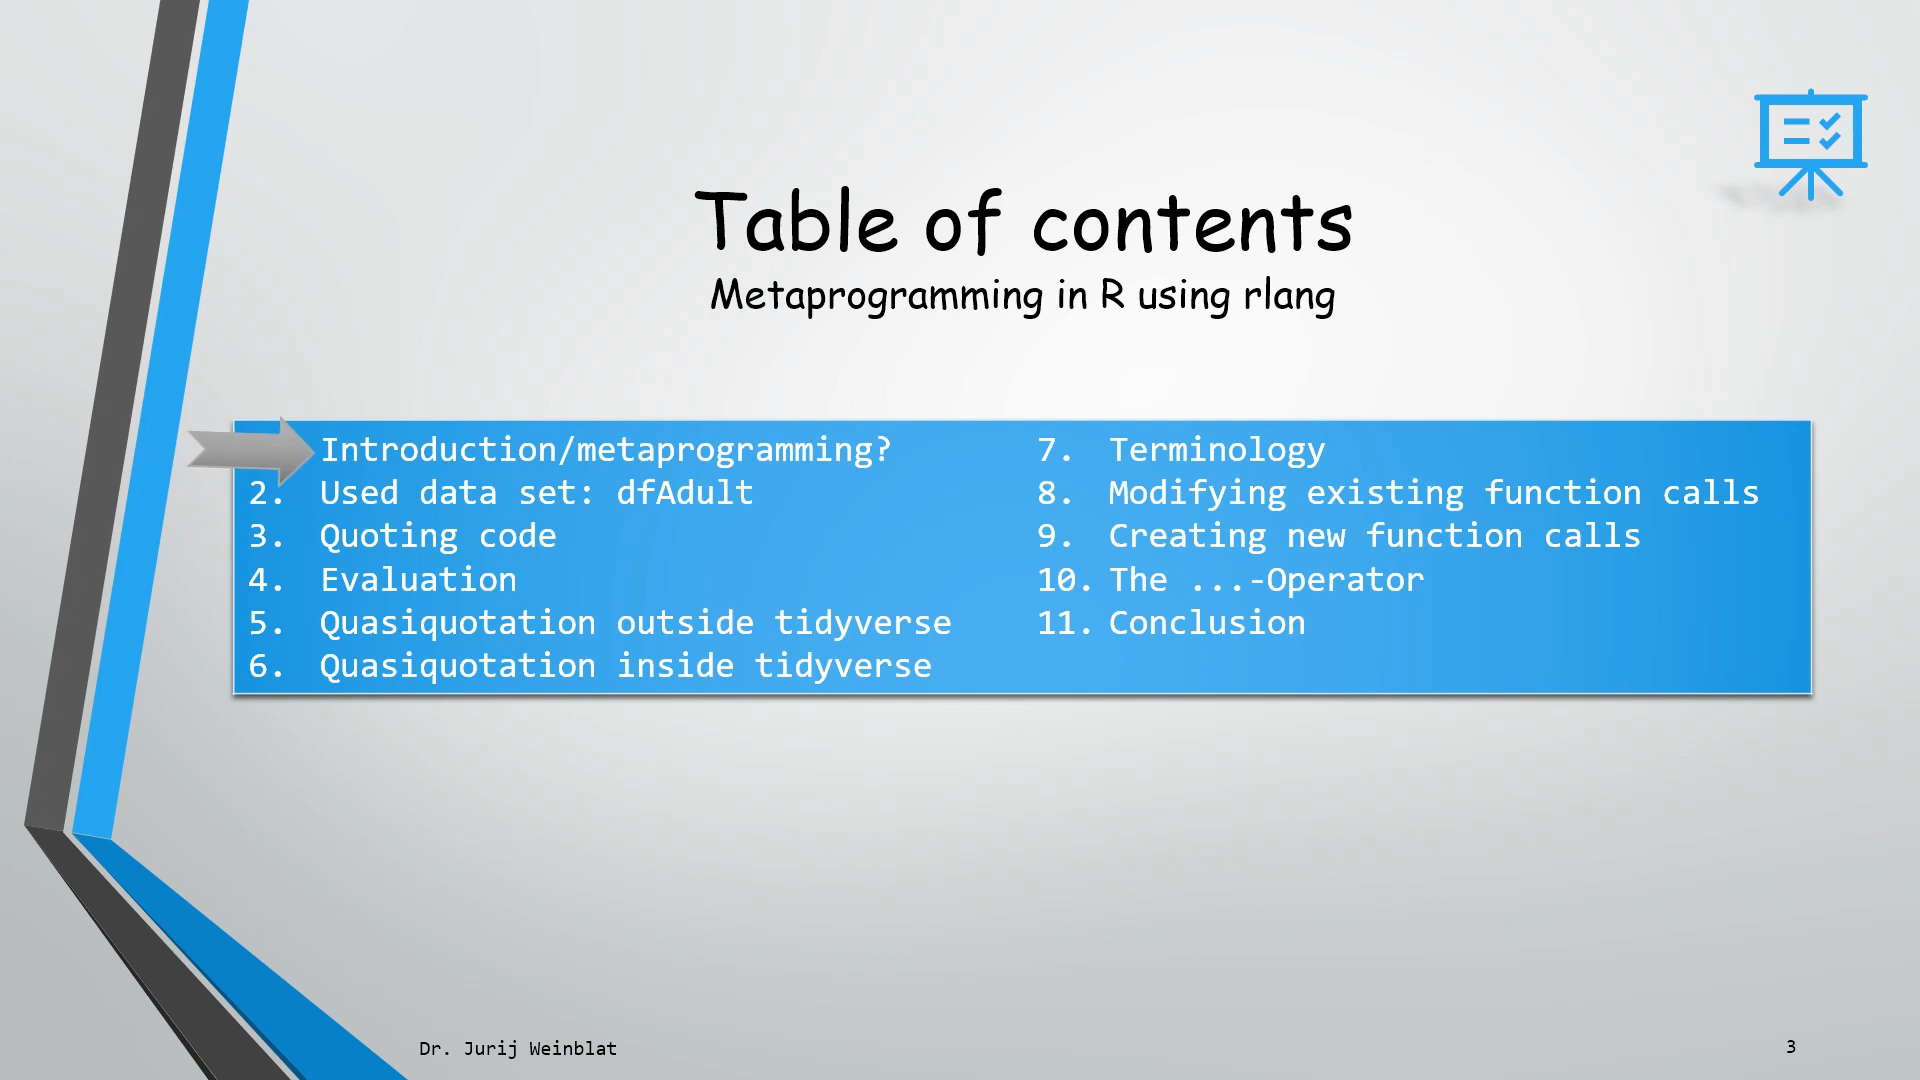 Table of contents
Metaprogramming in R using rlang
Introduction/metaprogramming?
2. Used data set: dfAdult
3. Quoting code
4. Evaluation
5. Quasiquotation outside tidyverse
6. Quasiquotation inside tidyverse
7. Terminology
8. Modifying existing function calls
9. Creating new function calls
10. The ...-Operator
11. Conclusion
Dr. Jurij Weinblat
3